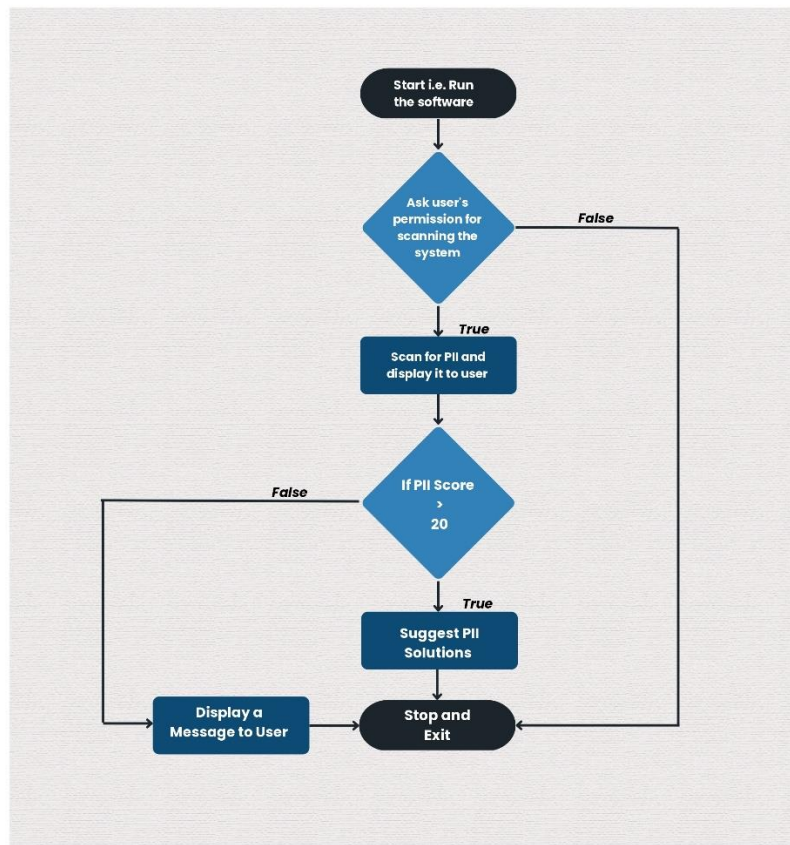 Start i.e. Run
the software
Ask user's
permission for
scanning the
system
False
True
Scan for PII and
display it to user
If PII Score
>
20
False
True
Suggest PII
Solutions
Display a
Message to User
Stop and
Exit